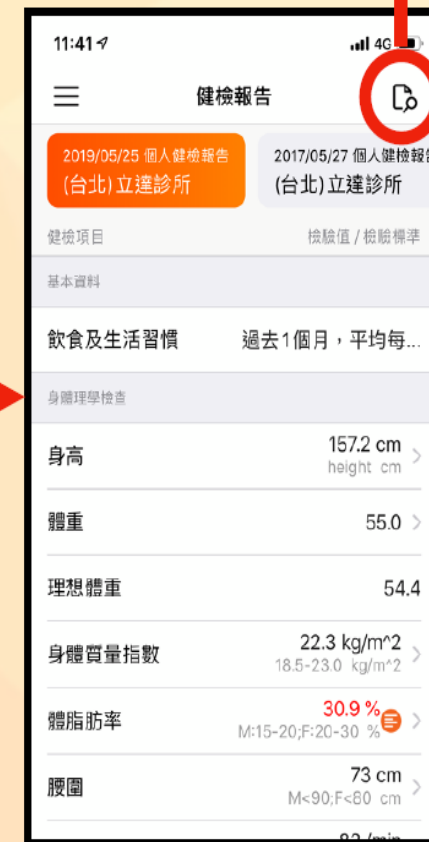 11:41
4G
健檢報告
2019/05/25 個人健檢報告
(台北)立達診所
2017/05/27 個人健檢報
(台北)立達診所
健檢項目 檢驗值 / 檢驗標準
基本資料
飲食及生活習慣 過去1個月，平均每...
身體理學檢查
身高 157.2 cm
height cm
體重 55.0
理想體重 54.4
身體質量指數 22.3 kg/m^2
18.5-23.0 kg/m^2
體脂肪率 30.9 %
M:15-20;F:20-30 %
腰圍 73 cm
M<90;F<80 cm